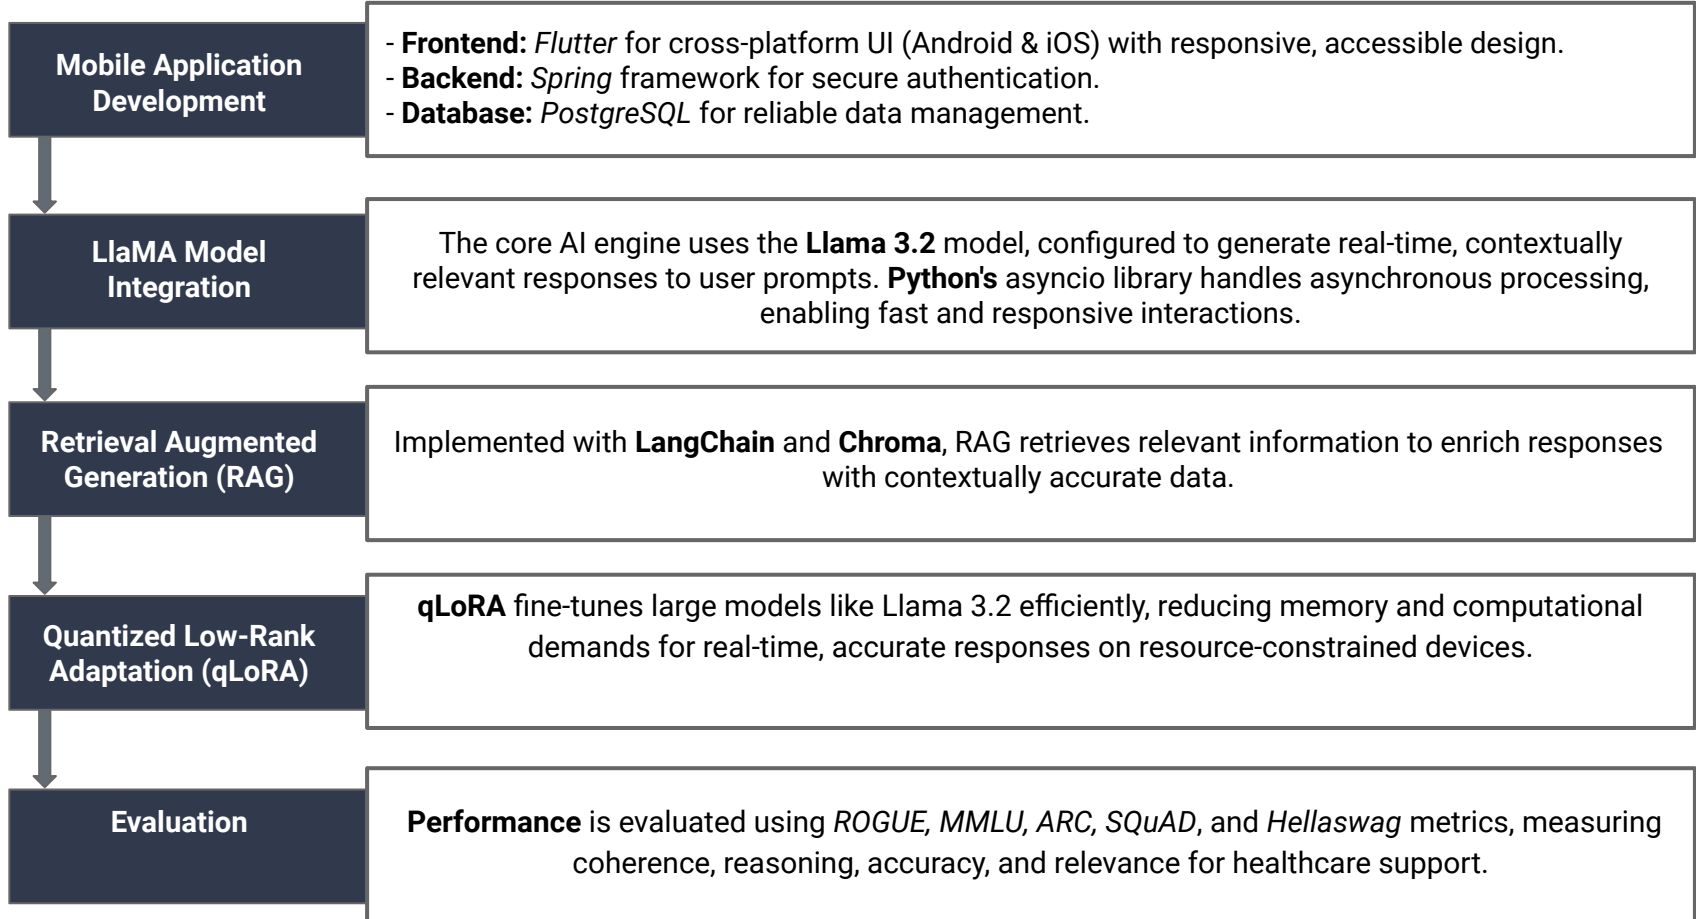 Mobile Application
Development
- Frontend: Flutter for cross-platform UI (Android & iOS) with responsive, accessible design.
- Backend: Spring framework for secure authentication.
- Database: PostgreSQL for reliable data management.
LlaMA Model
Integration
The core AI engine uses the Llama 3.2 model, configured to generate real-time, contextually
relevant responses to user prompts. Python's asyncio library handles asynchronous processing,
enabling fast and responsive interactions.
Retrieval Augmented
Generation (RAG)
Implemented with LangChain and Chroma, RAG retrieves relevant information to enrich responses
with contextually accurate data.
Quantized Low-Rank
Adaptation (qLoRA)
qLoRA fine-tunes large models like Llama 3.2 efficiently, reducing memory and computational
demands for real-time, accurate responses on resource-constrained devices.
Evaluation
Performance is evaluated using ROGUE, MMLU, ARC, SQuAD, and Hellaswag metrics, measuring
coherence, reasoning, accuracy, and relevance for healthcare support.